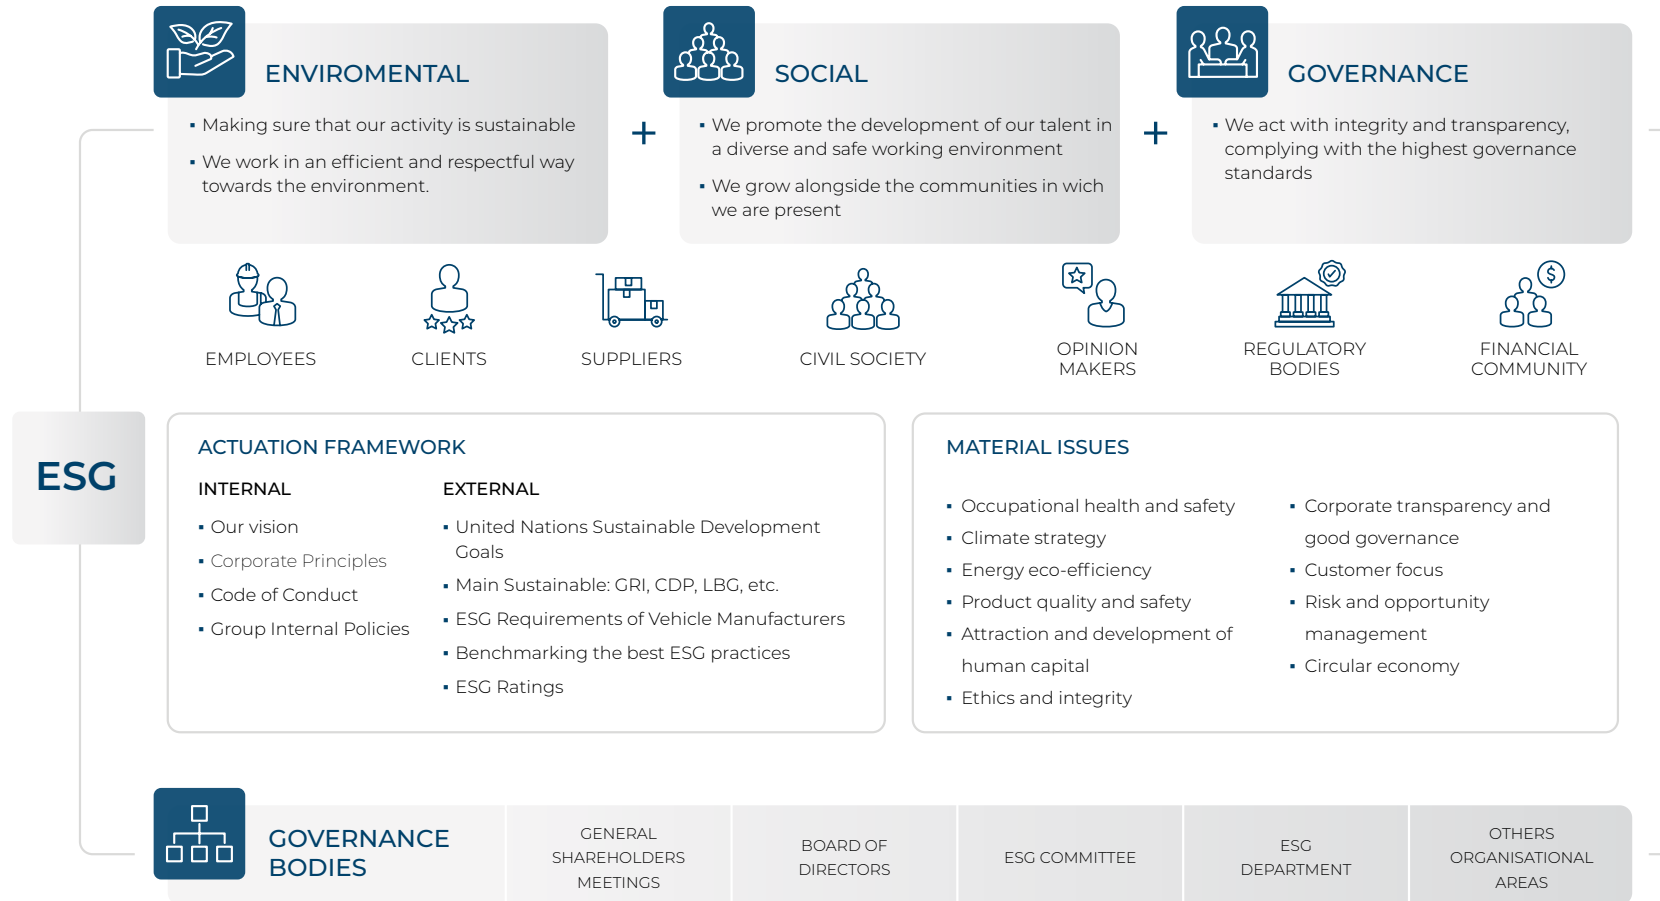 ENVIROMENTAL
▪ Making sure that our activity is sustainable
▪ We work in an efficient and respectful way
towards the environment.
+
SOCIAL
▪ We promote the development of our talent in
a diverse and safe working environment
▪ We grow alongside the communities in wich
we are present
+
GOVERNANCE
▪ We act with integrity and transparency,
complying with the highest governance
standards
EMPLOYEES
CLIENTS
SUPPLIERS
CIVIL SOCIETY
OPINION
MAKERS
REGULATORY
BODIES
$
FINANCIAL
COMMUNITY
ESG
ACTUATION FRAMEWORK
INTERNAL
▪ Our vision
▪ Corporate Principles
▪ Code of Conduct
▪ Group Internal Policies
EXTERNAL
▪ United Nations Sustainable Development
Goals
▪ Main Sustainable: GRI, CDP, LBG, etc.
▪ ESG Requirements of Vehicle Manufacturers
▪ Benchmarking the best ESG practices
▪ ESG Ratings
MATERIAL ISSUES
▪ Occupational health and safety
▪ Climate strategy
▪ Energy eco-efficiency
▪ Product quality and safety
▪ Attraction and development of
human capital
▪ Ethics and integrity
▪ Corporate transparency and
good governance
▪ Customer focus
▪ Risk and opportunity
management
▪ Circular economy
GOVERNANCE
BODIES
GENERAL
SHAREHOLDERS
MEETINGS
BOARD OF
DIRECTORS
ESG COMMITTEE
ESG
DEPARTMENT
OTHERS
ORGANISATIONAL
AREAS